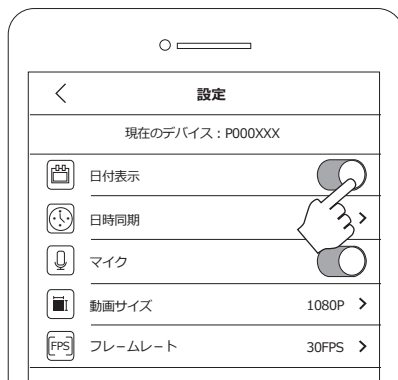 設定
現在のデバイス：P000XXX
日付表示
日時同期
マイク
動画サイズ 1080P
FPS フレームレート 30FPS